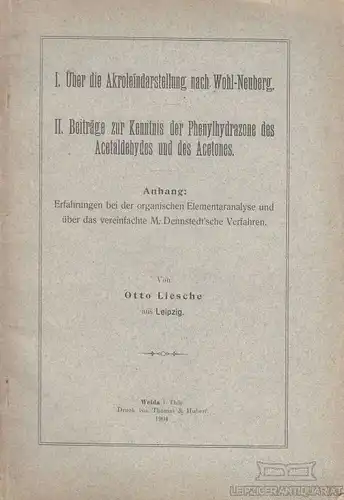 I. Über die Akroleindarstellung nach Wohl-Neuberg.
II. Beiträge zur Kenntnis der Phenylhydrazone des
Acetaldehydes und des Acetones.
Anhang:
Erfahrungen bei der organischen Elementaranalyse und
über das vereinfachte M. Dennstedt'sche Verfahren.
Von
Otto Liesche
aus Leipzig.
Weida i. Thür.
Druck von Thomas & Hubert
LEIPZIGER ANTIQUARIAT